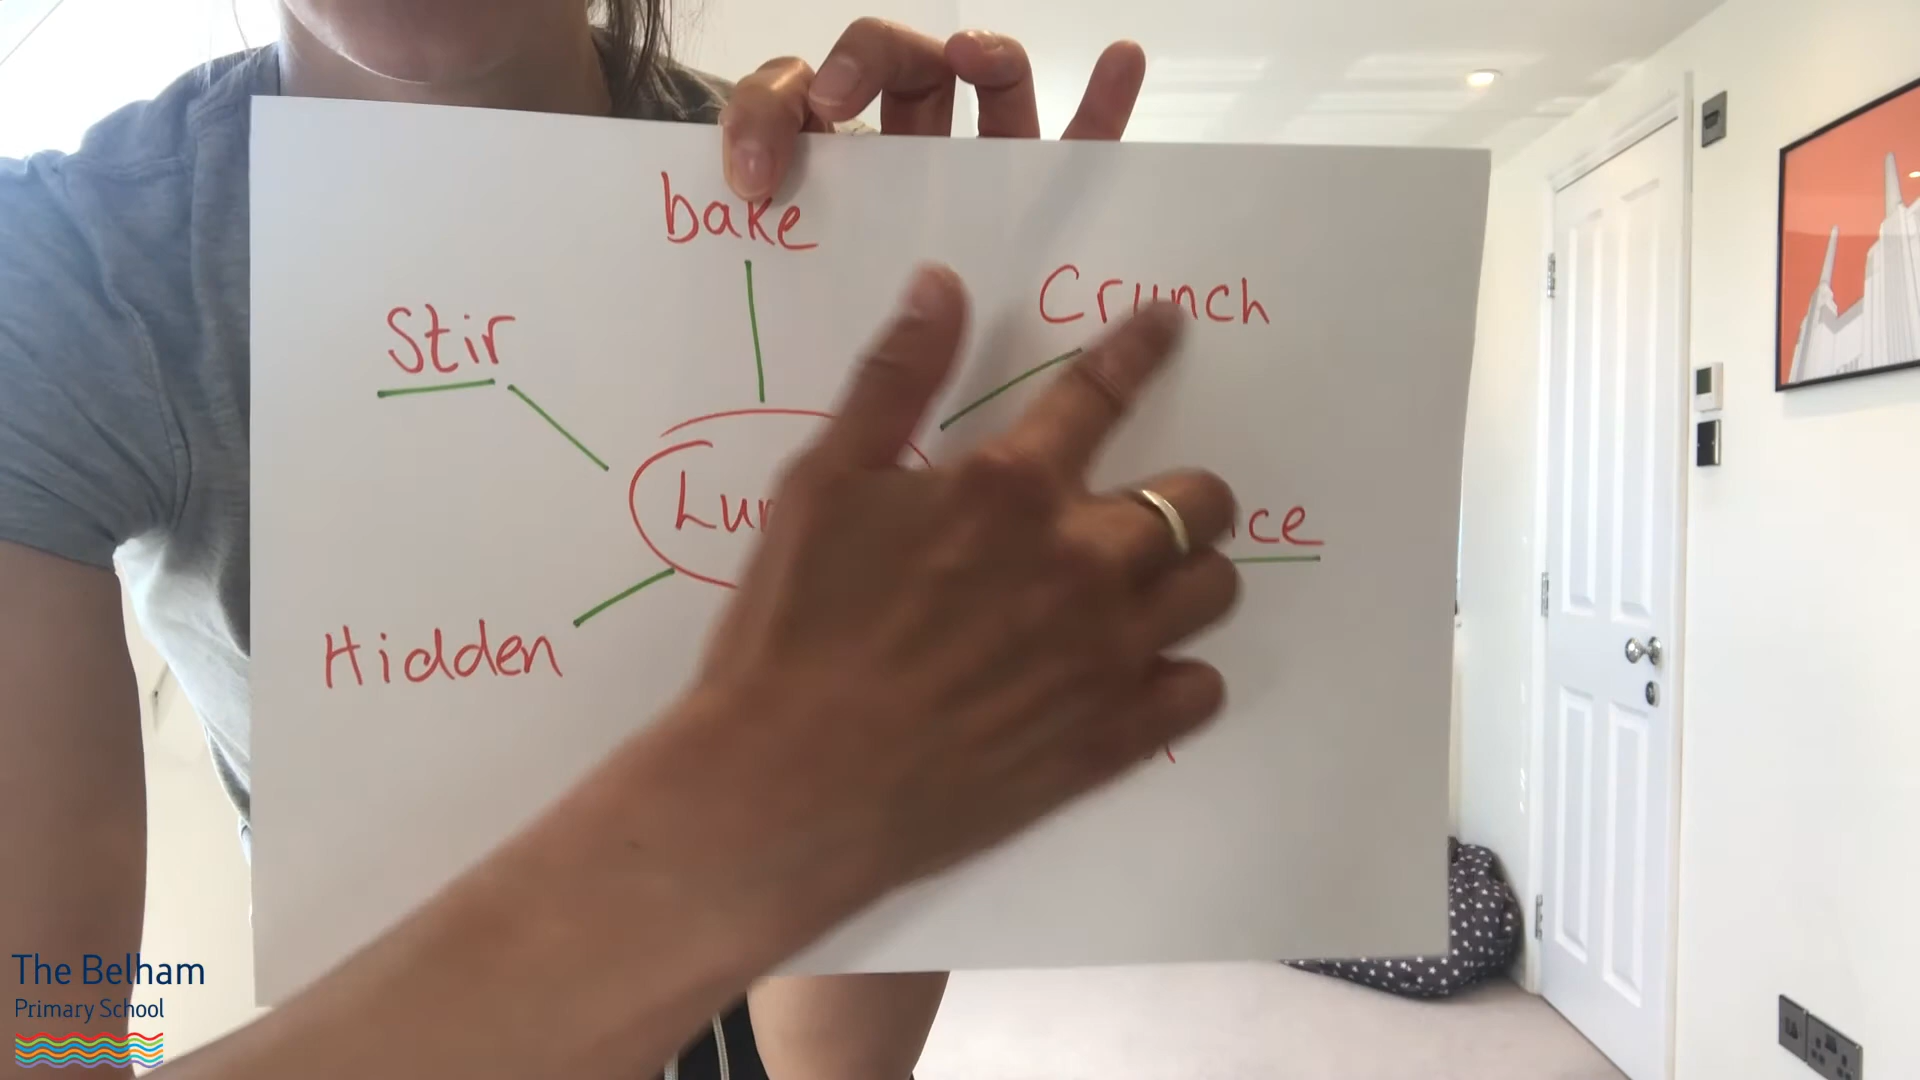 bake
Crunch
Stir
Hidden
The Belham
Primary School